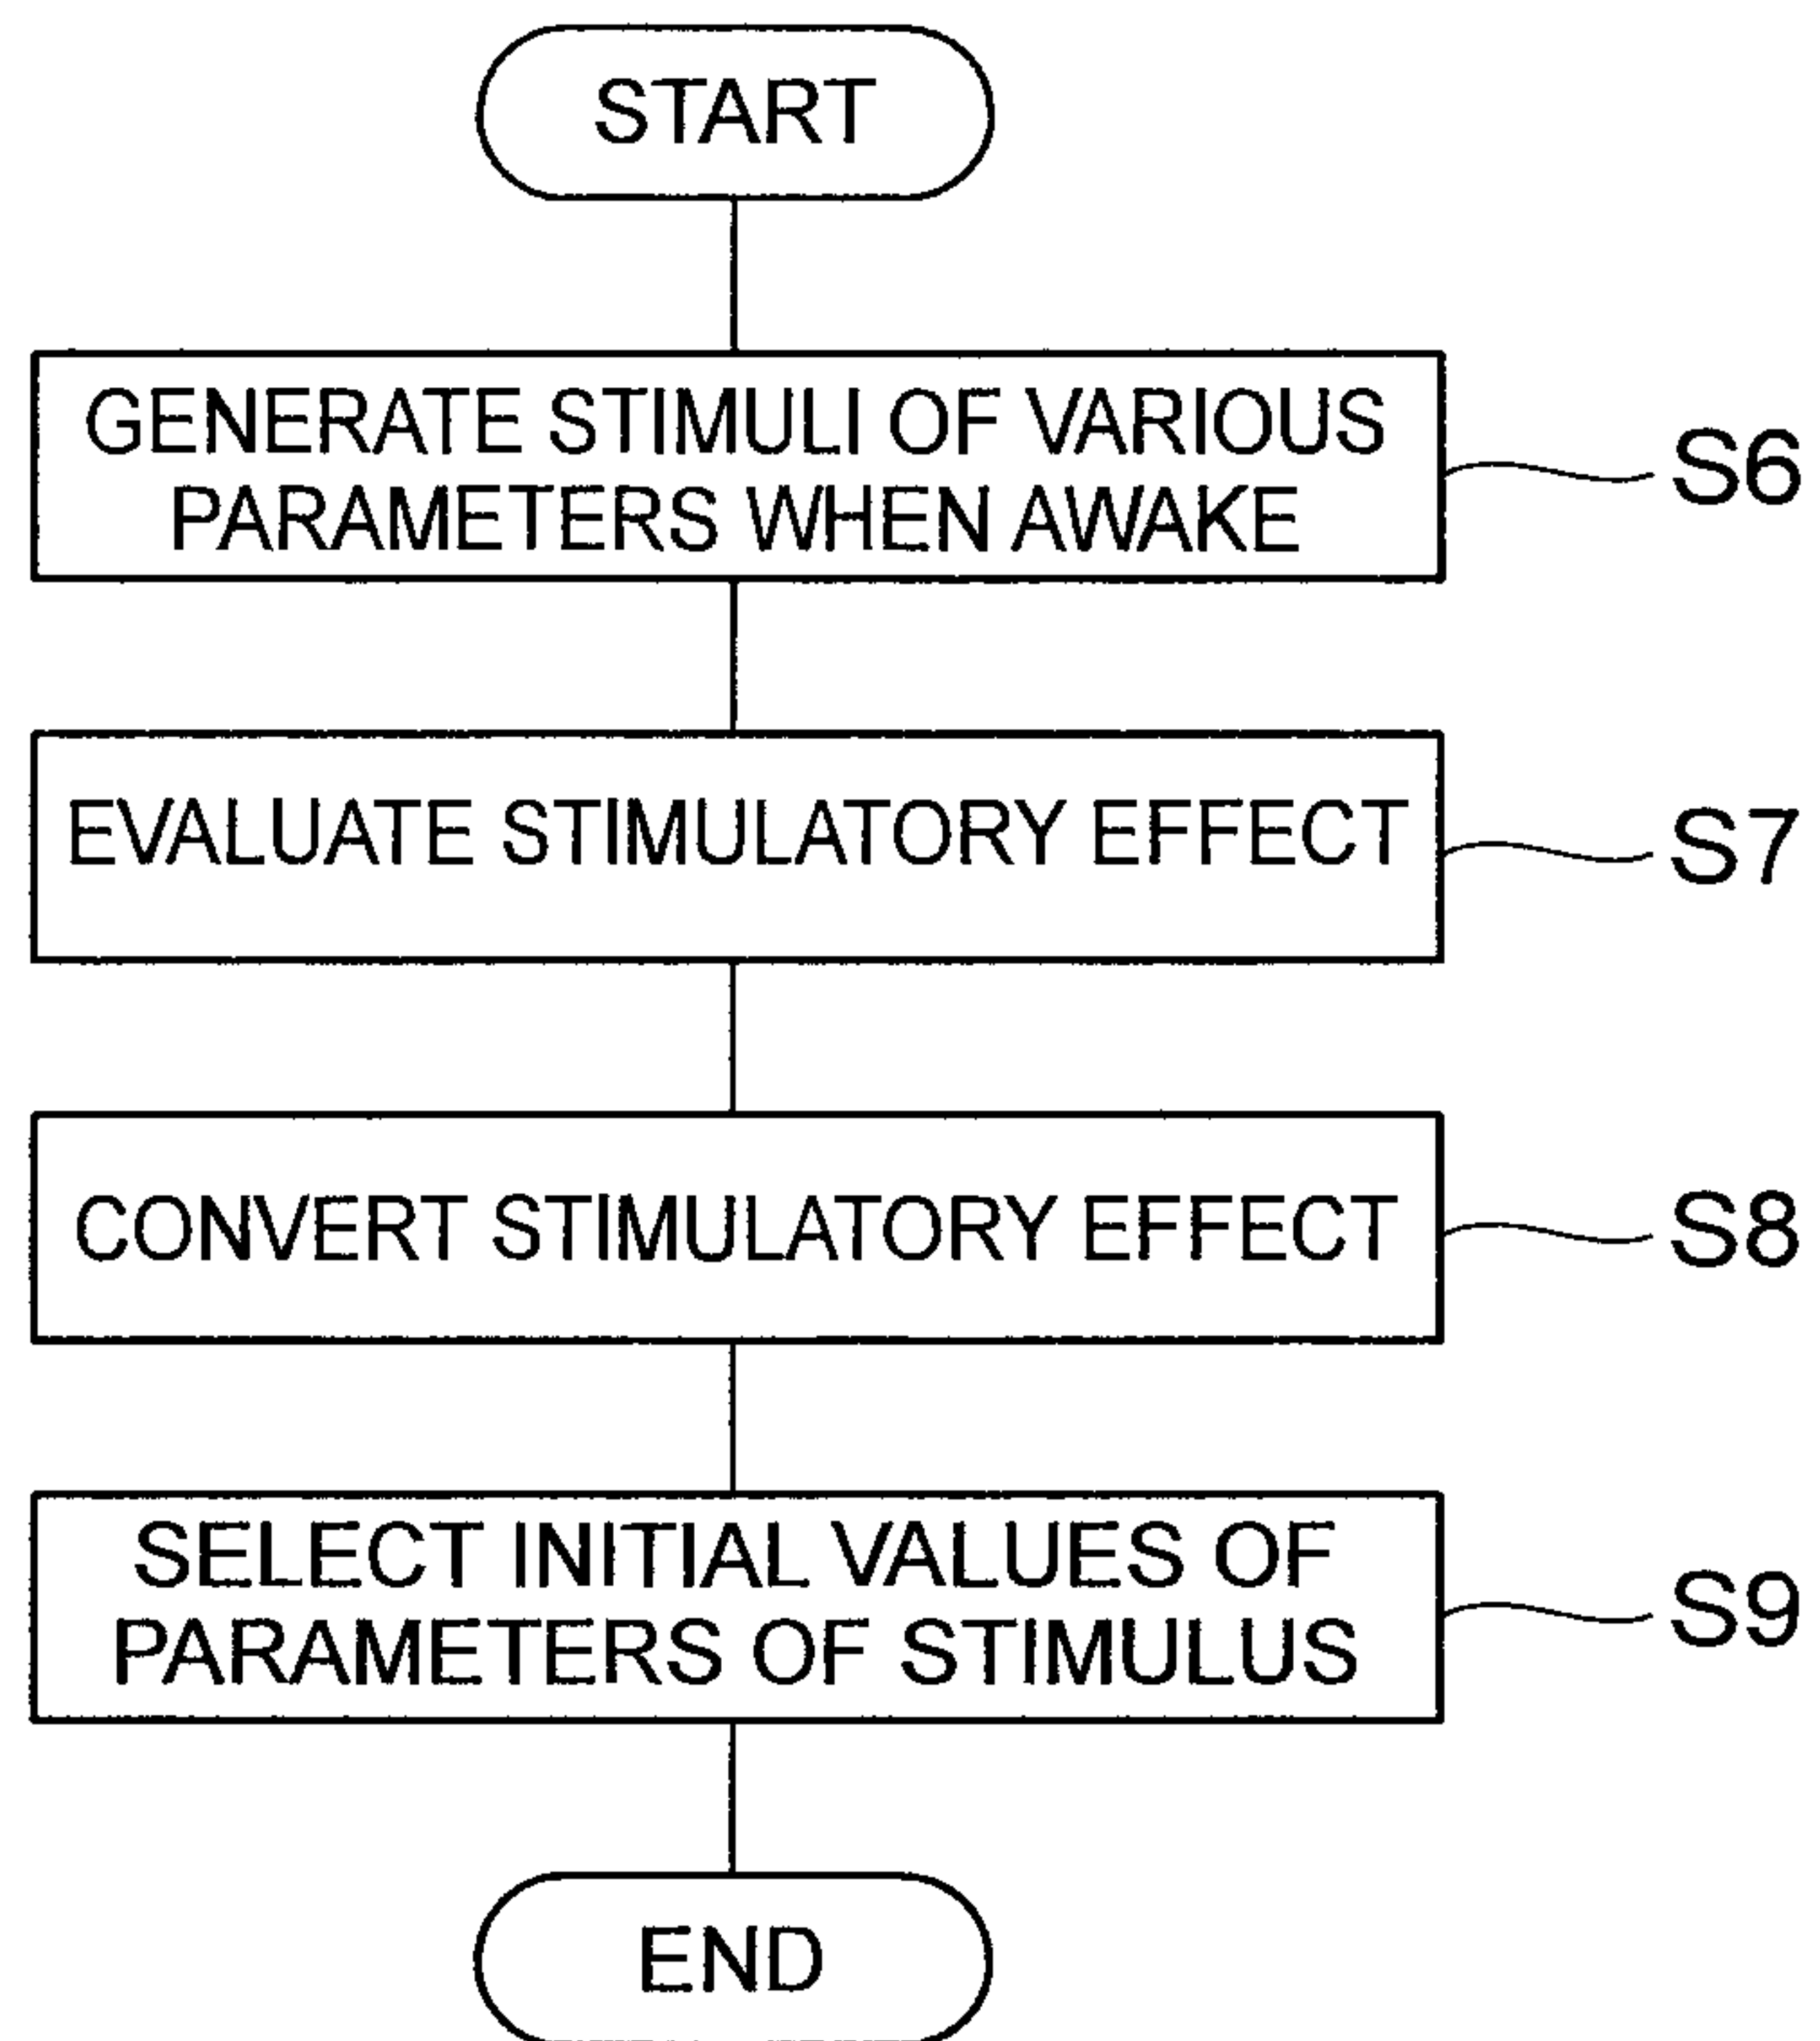 START
GENERATE STIMULI OF VARIOUS
PARAMETERS WHEN AWAKE
S6
EVALUATE STIMULATORY EFFECT
S7
CONVERT STIMULATORY EFFECT
S8
SELECT INITIAL VALUES OF
PARAMETERS OF STIMULUS
S9
END